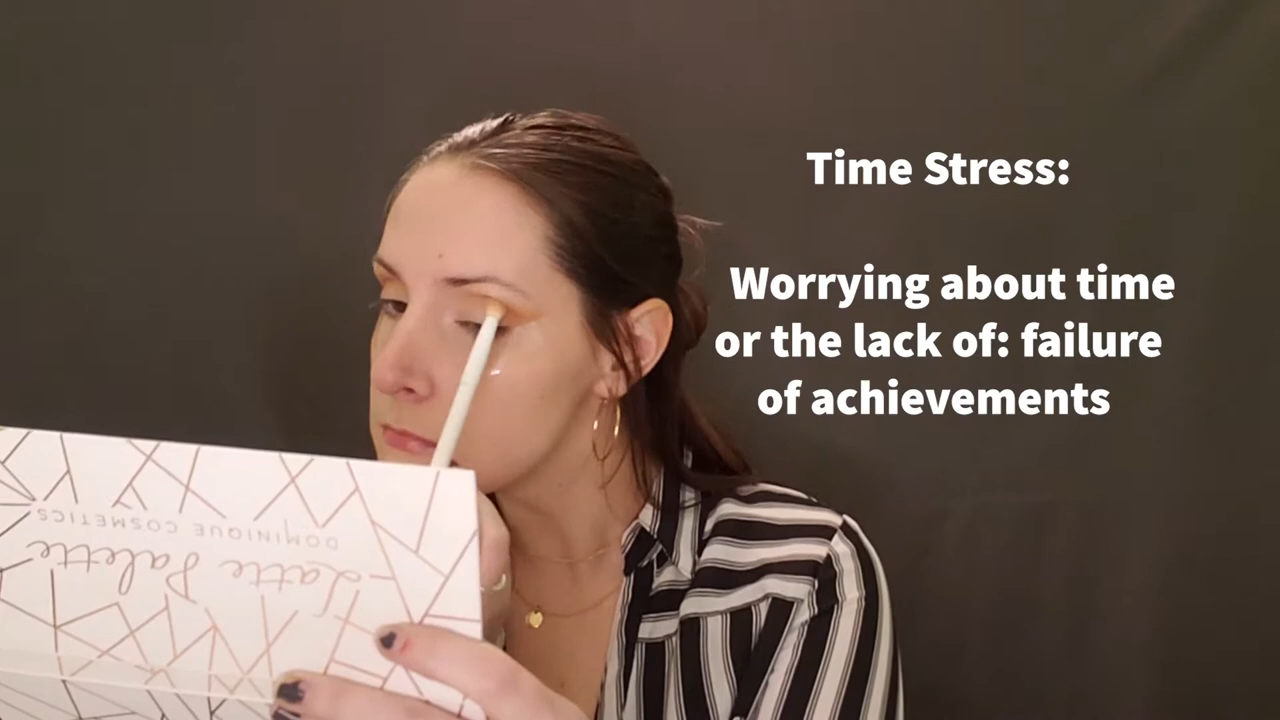 Time Stress:
Worrying about time
or the lack of: failure
of achievements
Latte Palette
DOMINIQUE COSMETICS